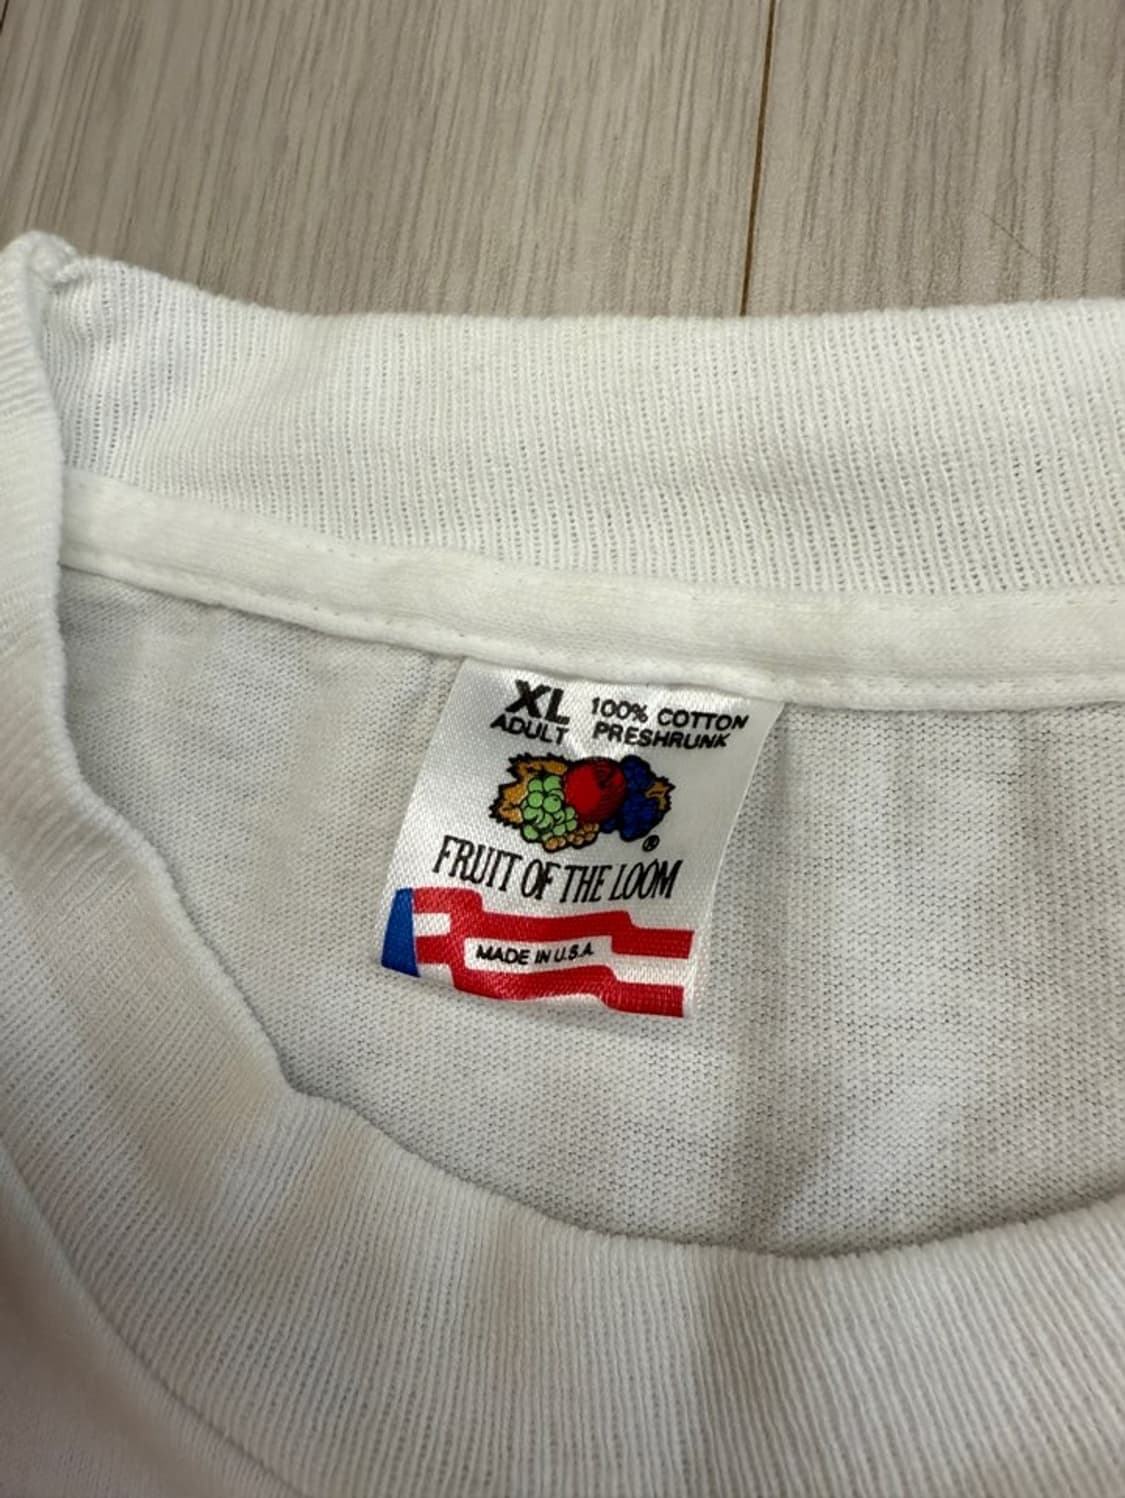 XL 100% COTTON
ADULT PRESHRUNK
®
FRUIT OF THE LOOM
MADE IN U.S.A.